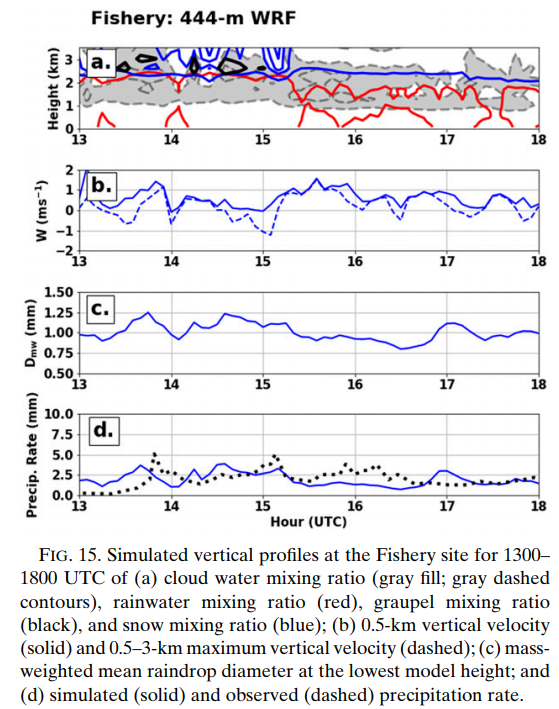 Fishery: 444-m WRF
a.
Height (km)
3
2
1
0
13 14 15 16 17 18
b.
W (ms⁻¹)
2
1
0
−1
−2
13 14 15 16 17 18
c.
Dmw (mm)
1.50
1.25
1.00
0.75
0.50
13 14 15 16 17 18
d.
Precip. Rate (mm)
10.0
7.5
5.0
2.5
0.0
13 14 15 16 17 18
Hour (UTC)
FIG. 15. Simulated vertical profiles at the Fishery site for 1300–
1800 UTC of (a) cloud water mixing ratio (gray fill; gray dashed
contours), rainwater mixing ratio (red), graupel mixing ratio
(black), and snow mixing ratio (blue); (b) 0.5-km vertical velocity
(solid) and 0.5–3-km maximum vertical velocity (dashed); (c) mass-
weighted mean raindrop diameter at the lowest model height; and
(d) simulated (solid) and observed (dashed) precipitation rate.